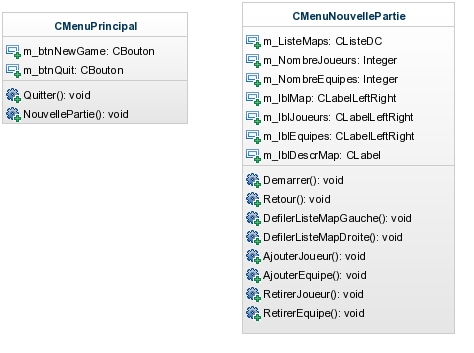 CMenuPrincipal
m_btnNewGame: CBouton
m_btnQuit: CBouton
Quitter(): void
NouvellePartie(): void
CMenuNouvellePartie
m_ListeMaps: CListeDC
m_NombreJoueurs: Integer
m_NombreEquipes: Integer
m_lblMap: CLabelLeftRight
m_lblJoueurs: CLabelLeftRight
m_lblEquipes: CLabelLeftRight
m_lblDescrMap: CLabel
Demarrer(): void
Retour(): void
DefilerListeMapGauche(): void
DefilerListeMapDroite(): void
AjouterJoueur(): void
AjouterEquipe(): void
RetirerJoueur(): void
RetirerEquipe(): void